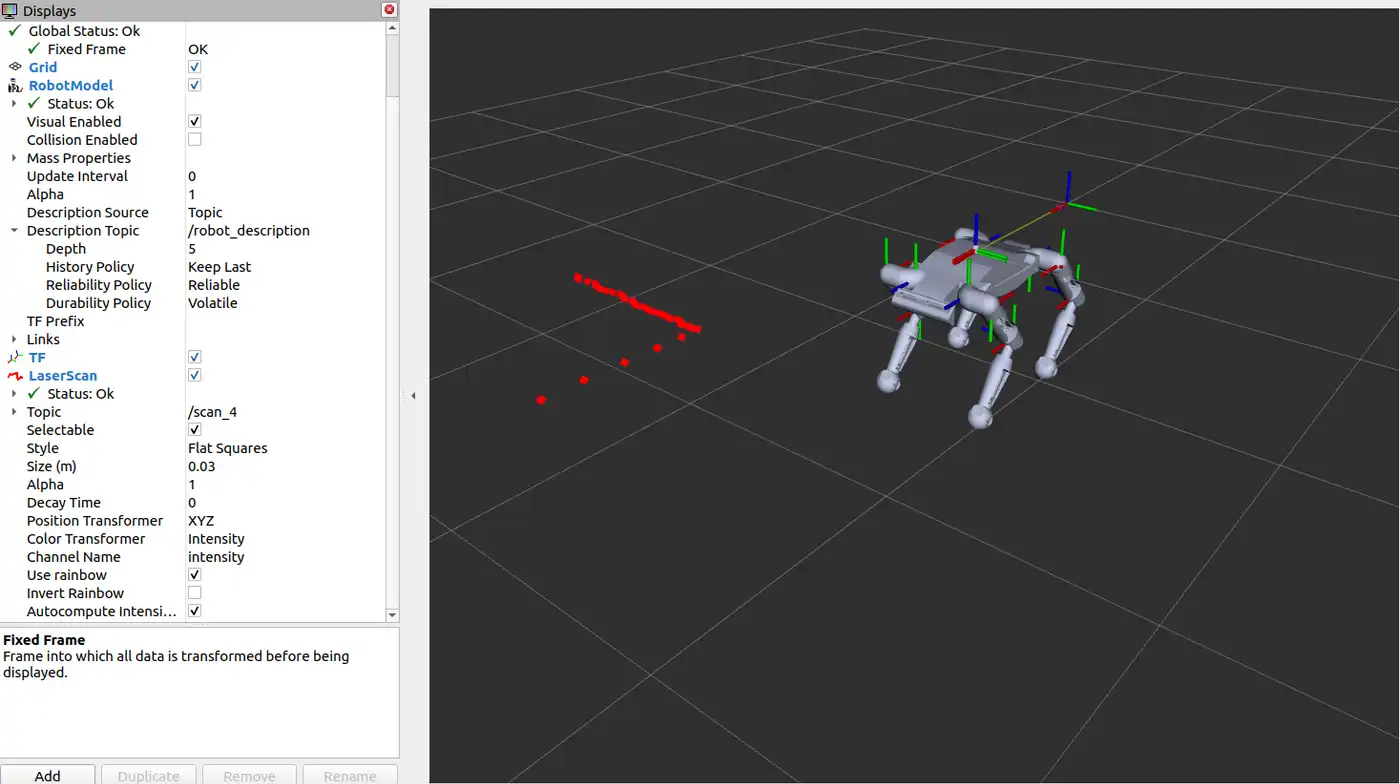 Displays
Global Status: Ok
Fixed Frame OK
Grid
RobotModel
Status: Ok
Visual Enabled
Collision Enabled
Mass Properties
Update Interval 0
Alpha 1
Description Source Topic
Description Topic /robot_description
Depth 5
History Policy Keep Last
Reliability Policy Reliable
Durability Policy Volatile
TF Prefix
Links
TF
LaserScan
Status: Ok
Topic /scan_4
Selectable
Style Flat Squares
Size (m) 0.03
Alpha 1
Decay Time 0
Position Transformer XYZ
Color Transformer Intensity
Channel Name intensity
Use rainbow
Invert Rainbow
Autocompute Intensi...
Fixed Frame
Frame into which all data is transformed before being
displayed.
Add Duplicate Remove Rename